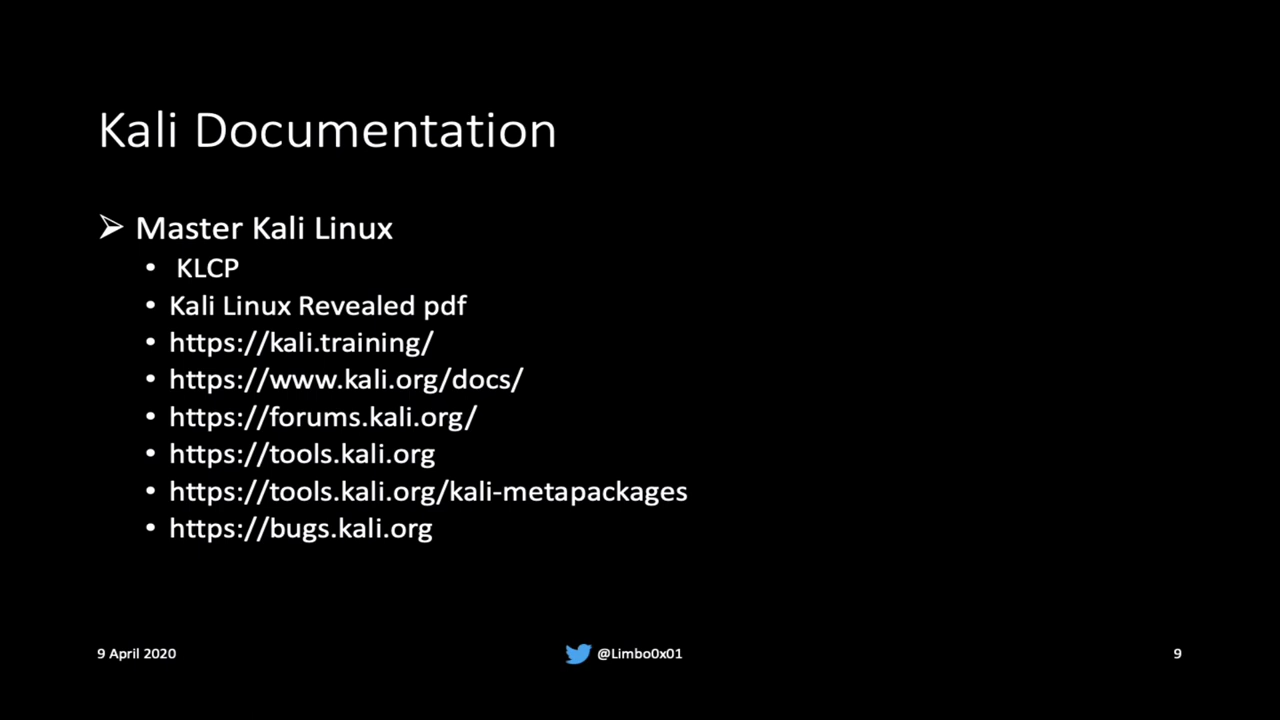 Kali Documentation
➢ Master Kali Linux
• KLCP
• Kali Linux Revealed pdf
• https://kali.training/
• https://www.kali.org/docs/
• https://forums.kali.org/
• https://tools.kali.org
• https://tools.kali.org/kali-metapackages
• https://bugs.kali.org
9 April 2020
@Limbo0x01
9